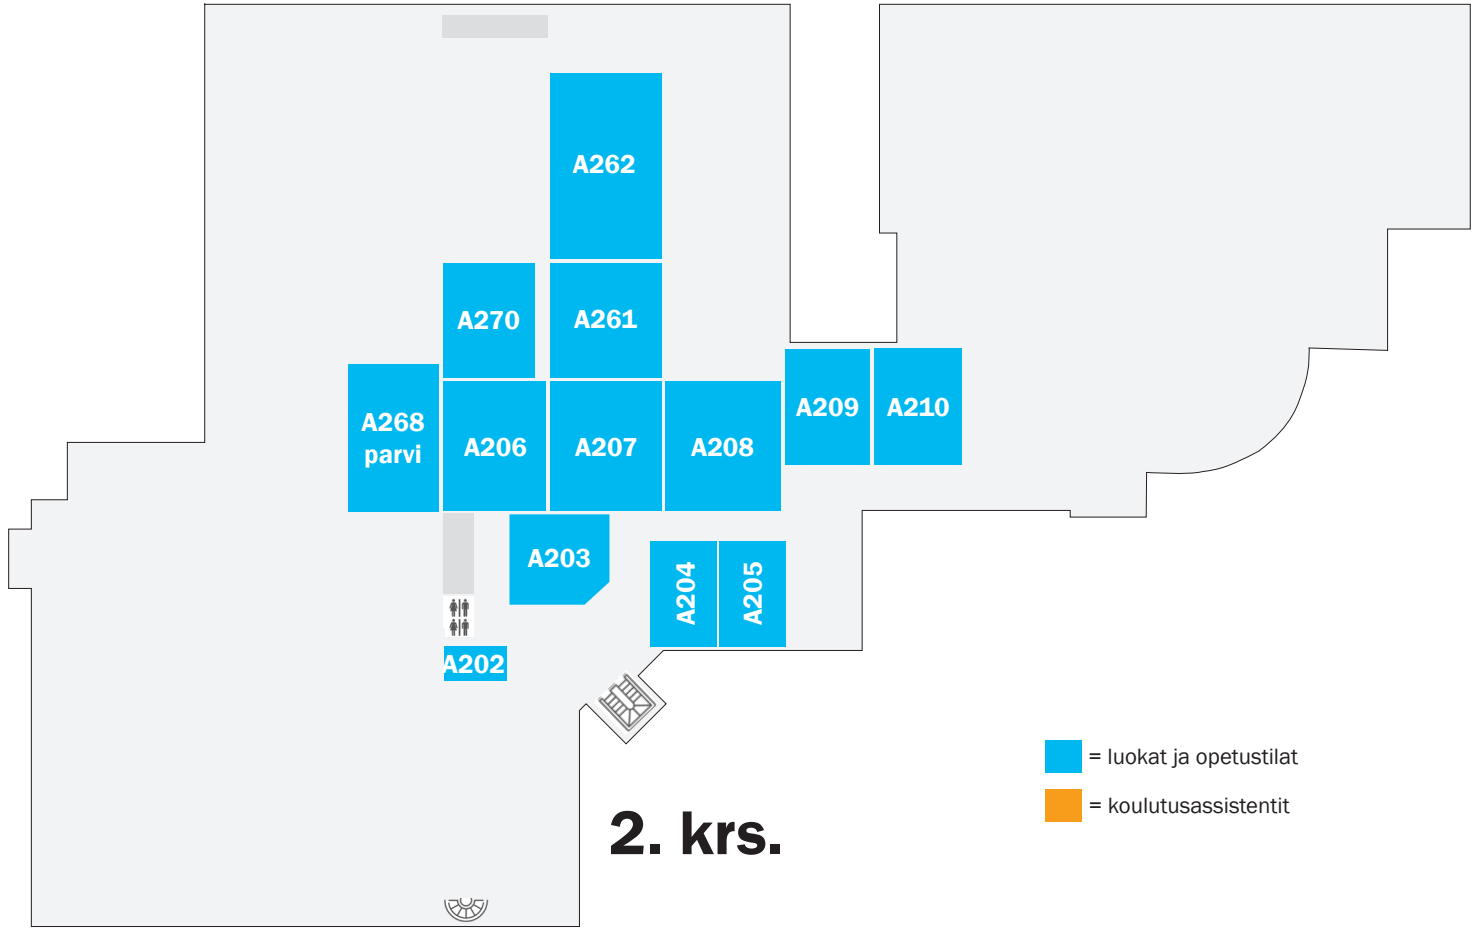 A262
A270
A261
A268
parvi
A206
A207
A208
A209
A210
A203
A204
A205
A202
= luokat ja opetustilat
= koulutusassistentit
2. krs.